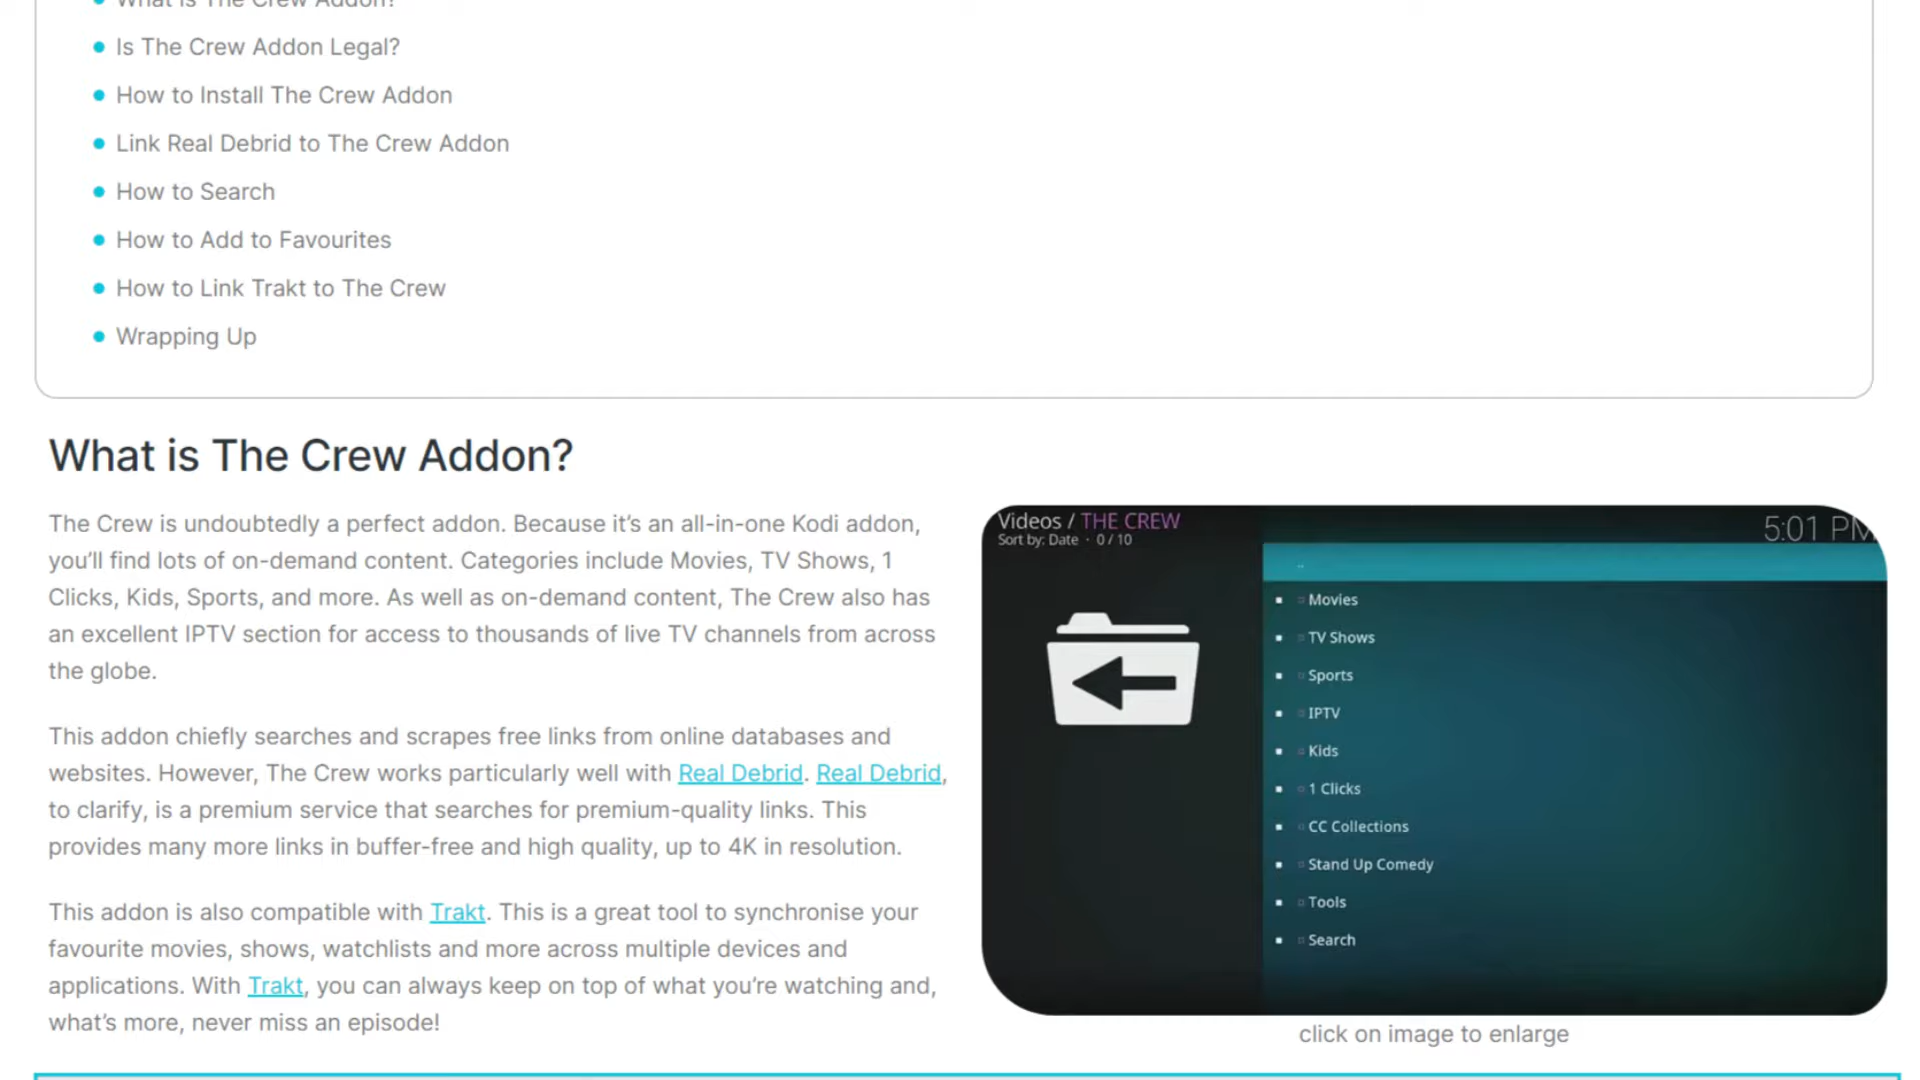 What is The Crew Addon?
Is The Crew Addon Legal?
How to Install The Crew Addon
Link Real Debrid to The Crew Addon
How to Search
How to Add to Favourites
How to Link Trakt to The Crew
Wrapping Up
What is The Crew Addon?
The Crew is undoubtedly a perfect addon. Because it’s an all-in-one Kodi addon,
you’ll find lots of on-demand content. Categories include Movies, TV Shows, 1
Clicks, Kids, Sports, and more. As well as on-demand content, The Crew also has
an excellent IPTV section for access to thousands of live TV channels from across
the globe.
This addon chiefly searches and scrapes free links from online databases and
websites. However, The Crew works particularly well with Real Debrid. Real Debrid,
to clarify, is a premium service that searches for premium-quality links. This
provides many more links in buffer-free and high quality, up to 4K in resolution.
This addon is also compatible with Trakt. This is a great tool to synchronise your
favourite movies, shows, watchlists and more across multiple devices and
applications. With Trakt, you can always keep on top of what you’re watching and,
what’s more, never miss an episode!
Videos / THE CREW
Sort by: Date · 0 / 10
5:01 PM
..
Movies
TV Shows
Sports
IPTV
Kids
1 Clicks
CC Collections
Stand Up Comedy
Tools
Search
click on image to enlarge